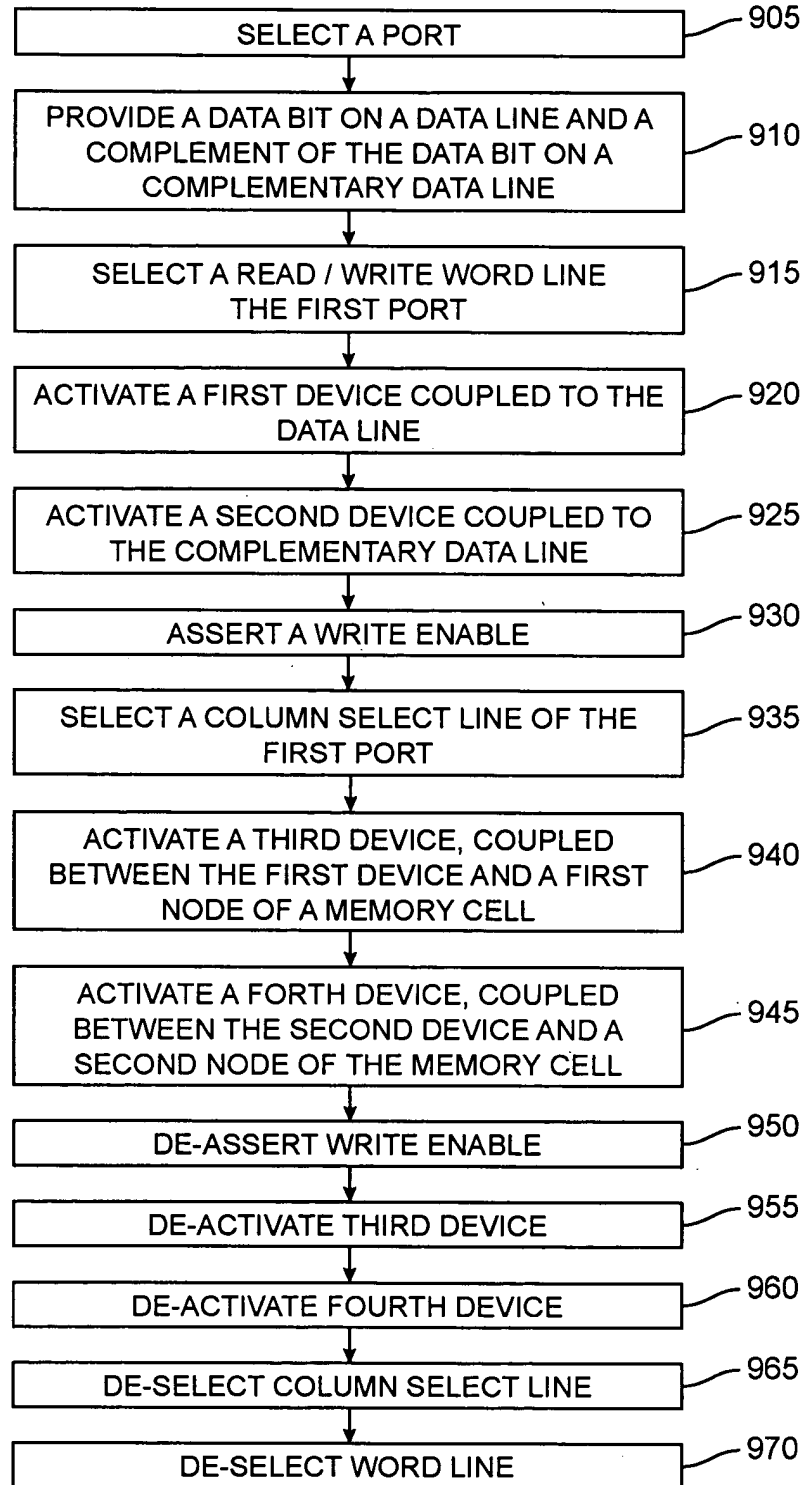 SELECT A PORT
905
PROVIDE A DATA BIT ON A DATA LINE AND A
COMPLEMENT OF THE DATA BIT ON A
COMPLEMENTARY DATA LINE
910
SELECT A READ / WRITE WORD LINE
THE FIRST PORT
915
ACTIVATE A FIRST DEVICE COUPLED TO THE
DATA LINE
920
ACTIVATE A SECOND DEVICE COUPLED TO
THE COMPLEMENTARY DATA LINE
925
ASSERT A WRITE ENABLE
930
SELECT A COLUMN SELECT LINE OF THE
FIRST PORT
935
ACTIVATE A THIRD DEVICE, COUPLED
BETWEEN THE FIRST DEVICE AND A FIRST
NODE OF A MEMORY CELL
940
ACTIVATE A FORTH DEVICE, COUPLED
BETWEEN THE SECOND DEVICE AND A
SECOND NODE OF THE MEMORY CELL
945
DE-ASSERT WRITE ENABLE
950
DE-ACTIVATE THIRD DEVICE
955
DE-ACTIVATE FOURTH DEVICE
960
DE-SELECT COLUMN SELECT LINE
965
DE-SELECT WORD LINE
970